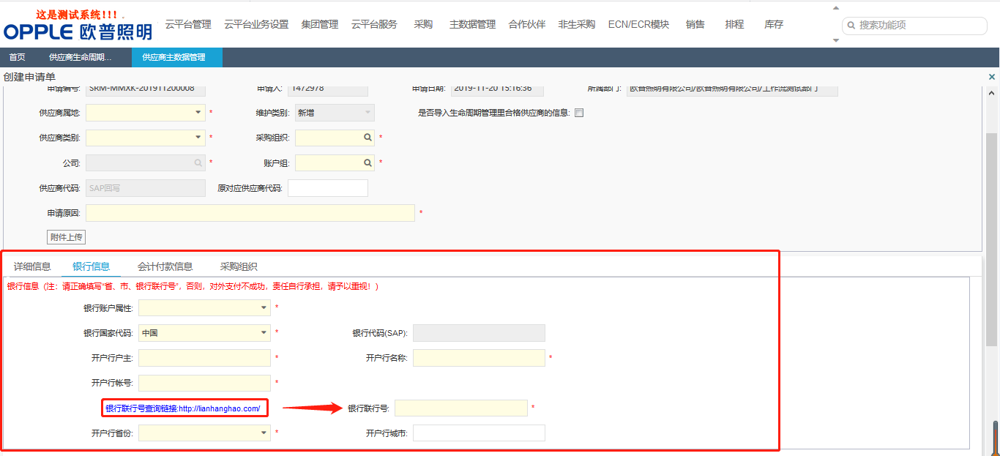 这是测试系统!!!.
OPPLE 欧普照明
云平台管理 云平台业务设置 集团管理 云平台服务 采购 主数据管理 合作伙伴 非生采购 ECN/ECR模块 销售 排程 库存
搜索功能项
首页 供应商生命周期... 供应商主数据管理
创建申请单
申请编号: SRM-MMXK-201911200008 申请人: 1472978 申请日期: 2019-11-20 15:16:36 所属部门: 欧普照明有限公司/欧普照明有限公司/工作流测试部门
供应商属地: * 维护类别: 新增 是否导入生命周期管理里合格供应商的信息:
供应商类别: * 采购组织: *
公司: * 账户组: *
供应商代码: SAP回写 原对应供应商代码:
申请原因: *
附件上传
详细信息 银行信息 会计付款信息 采购组织
银行信息（注：请正确填写“省、市、银行联行号”，否则，对外支付不成功，责任自行承担，请予以重视！）
银行账户属性: *
银行国家代码: 中国 * 银行代码(SAP):
开户行户主: * 开户行名称: *
开户行帐号: *
银行联行号查询链接:http://lianhanghao.com/ 银行联行号: *
开户行省份: * 开户行城市: